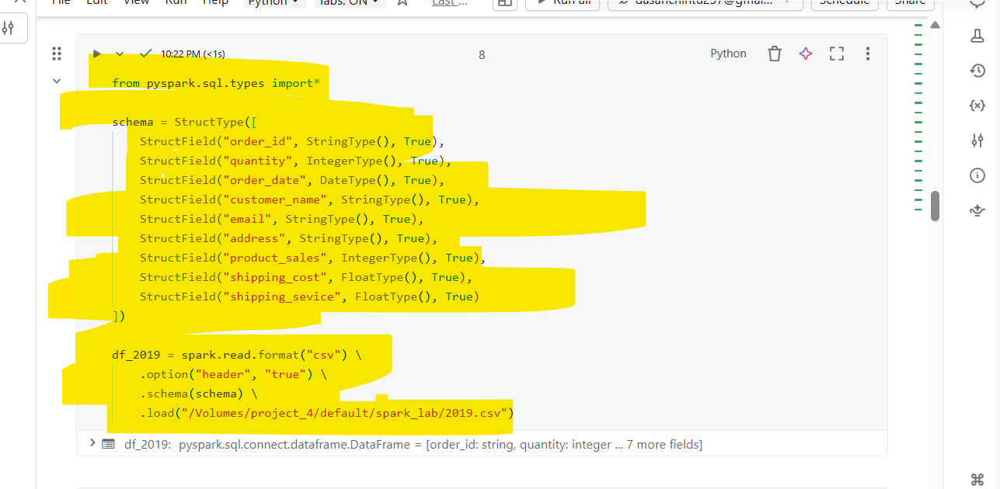 File Edit View Run Help Python Tabs: ON Last ... Run all dasarichintu257@gmai... Schedule Share
10:22 PM (<1s) 8 Python
from pyspark.sql.types import*
schema = StructType([
StructField("order_id", StringType(), True),
StructField("quantity", IntegerType(), True),
StructField("order_date", DateType(), True),
StructField("customer_name", StringType(), True),
StructField("email", StringType(), True),
StructField("address", StringType(), True),
StructField("product_sales", IntegerType(), True),
StructField("shipping_cost", FloatType(), True),
StructField("shipping_sevice", FloatType(), True)
])
df_2019 = spark.read.format("csv") \
.option("header", "true") \
.schema(schema) \
.load("/Volumes/project_4/default/spark_lab/2019.csv")
df_2019: pyspark.sql.connect.dataframe.DataFrame = [order_id: string, quantity: integer ... 7 more fields]